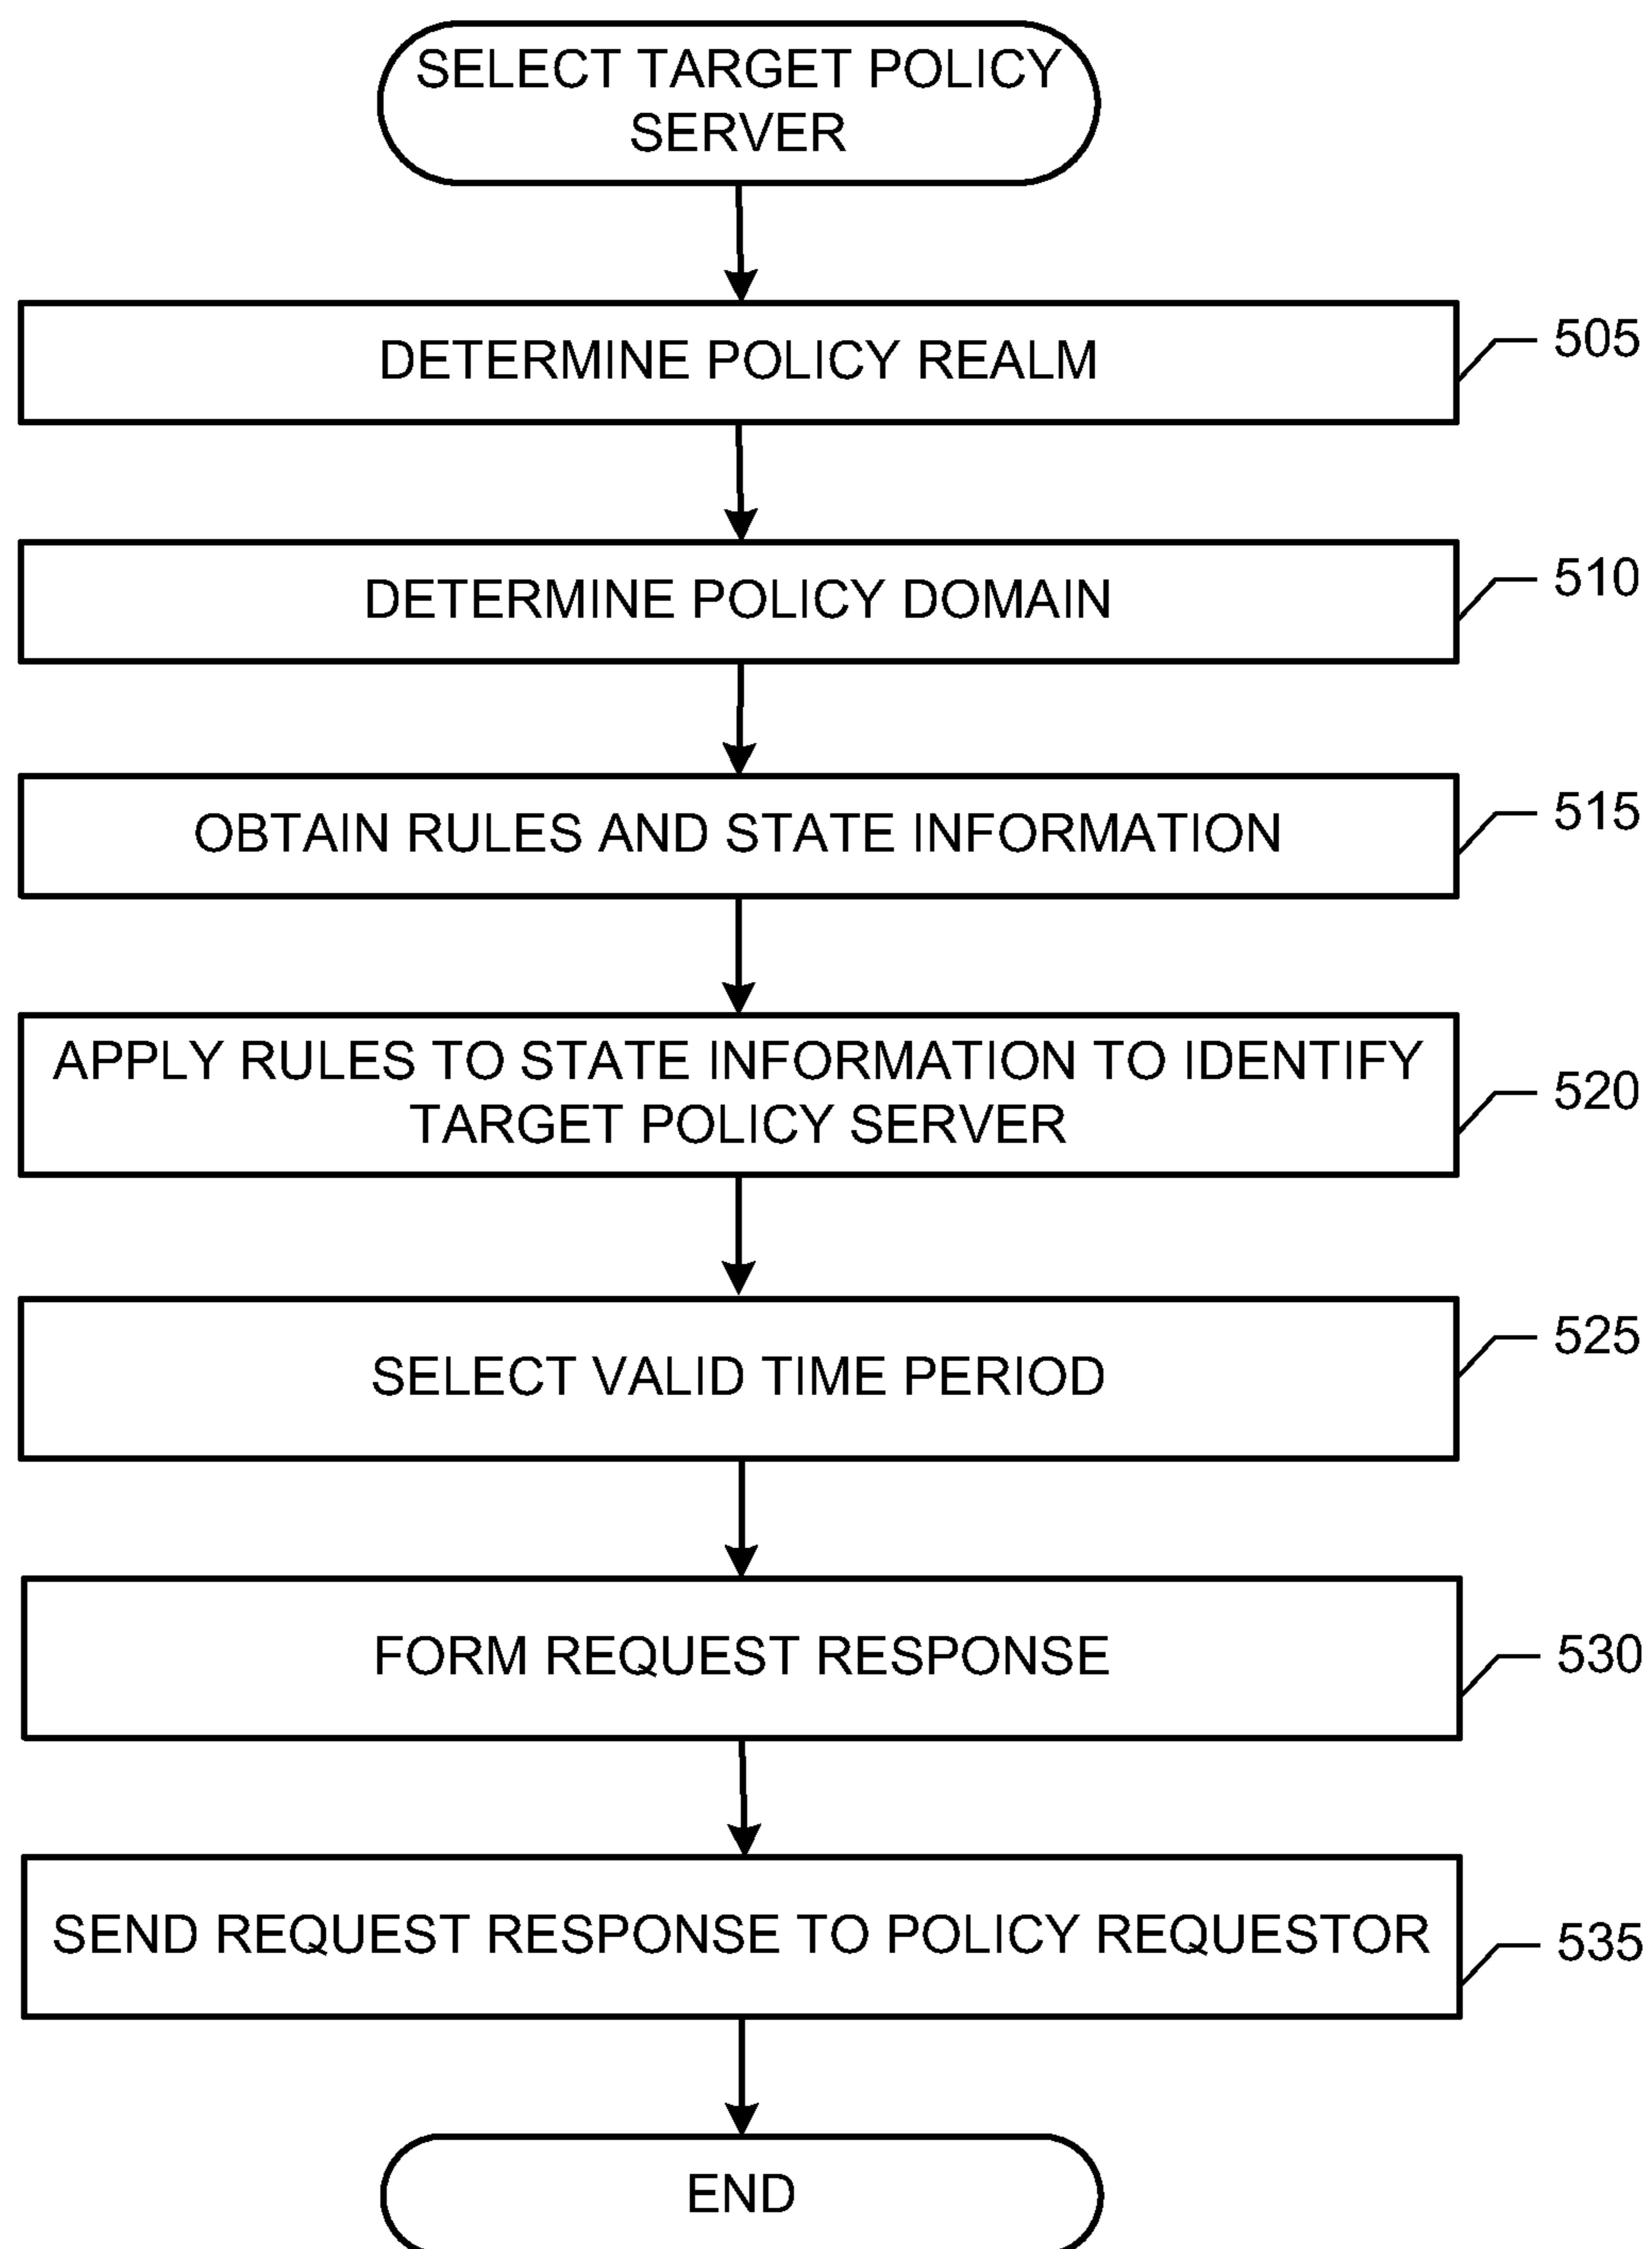 SELECT TARGET POLICY
SERVER
DETERMINE POLICY REALM
505
DETERMINE POLICY DOMAIN
510
OBTAIN RULES AND STATE INFORMATION
515
APPLY RULES TO STATE INFORMATION TO IDENTIFY
TARGET POLICY SERVER
520
SELECT VALID TIME PERIOD
525
FORM REQUEST RESPONSE
530
SEND REQUEST RESPONSE TO POLICY REQUESTOR
535
END